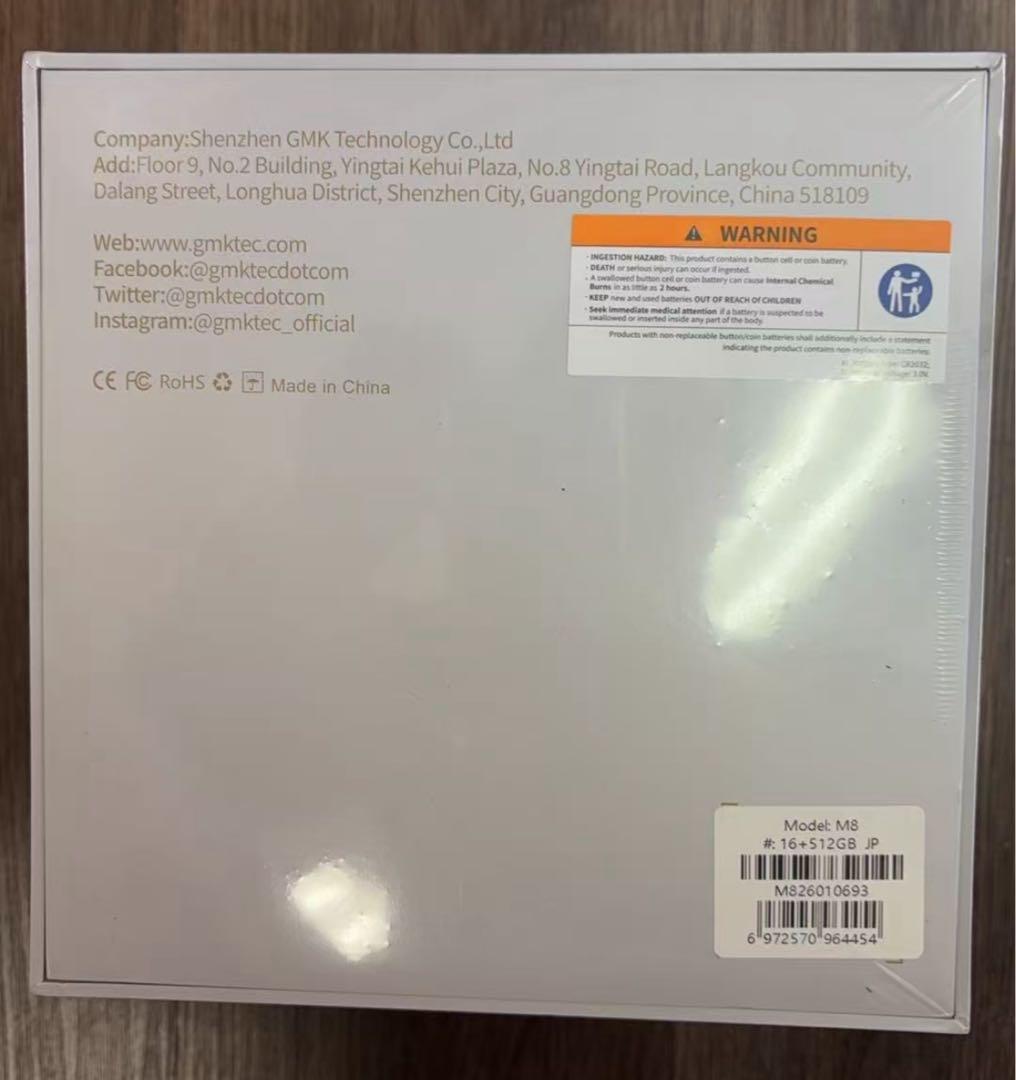 Company:Shenzhen GMK Technology Co.,Ltd
Add:Floor 9, No.2 Building, Yingtai Kehui Plaza, No.8 Yingtai Road, Langkou Community,
Dalang Street, Longhua District, Shenzhen City, Guangdong Province, China 518109
Web:www.gmktec.com
Facebook:@gmktecdotcom
Twitter:@gmktecdotcom
Instagram:@gmktec_official
CE FC RoHS Made in China
WARNING
· INGESTION HAZARD: This product contains a button cell or coin battery.
· DEATH or serious injury can occur if ingested.
· A swallowed button cell or coin battery can cause Internal Chemical
Burns in as little as 2 hours.
· KEEP new and used batteries OUT OF REACH OF CHILDREN
· Seek immediate medical attention if a battery is suspected to be
swallowed or inserted inside any part of the body.
Products with non-replaceable button/coin batteries shall additionally include a statement
indicating the product contains non-replaceable batteries.
CR2032;
3.0V.
Model: M8
#: 16+512GB JP
M826010693
6 972570 964454